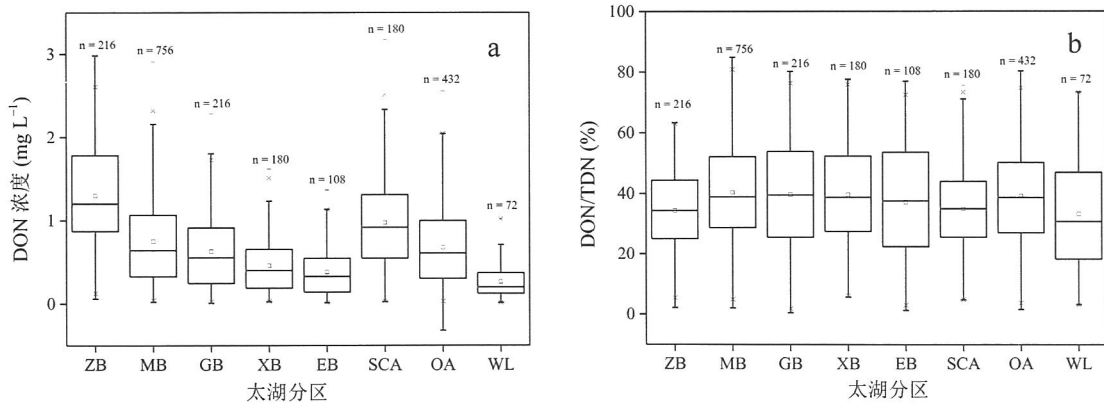 a
n = 216
n = 756
n = 216
n = 180
n = 108
n = 180
n = 432
n = 72
3
2
1
0
DON 浓度 (mg L⁻¹)
ZB MB GB XB EB SCA OA WL
太湖分区
b
n = 216
n = 756
n = 216
n = 180
n = 108
n = 180
n = 432
n = 72
100
80
60
40
20
0
DON/TDN (%)
ZB MB GB XB EB SCA OA WL
太湖分区